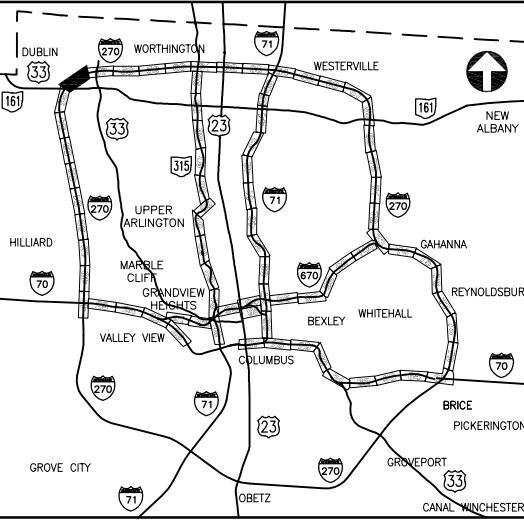 DUBLIN
33
270
WORTHINGTON
71
WESTERVILLE
161
161
NEW
ALBANY
33
23
315
270
UPPER
ARLINGTON
71
270
HILLIARD
GAHANNA
MARBLE
CLIFF
70
670
GRANDVIEW
HEIGHTS
REYNOLDSBUR
WHITEHALL
BEXLEY
VALLEY VIEW
COLUMBUS
70
270
71
BRICE
23
PICKERINGTON
GROVE CITY
270
GROVEPORT
33
71
OBETZ
CANAL WINCHESTER